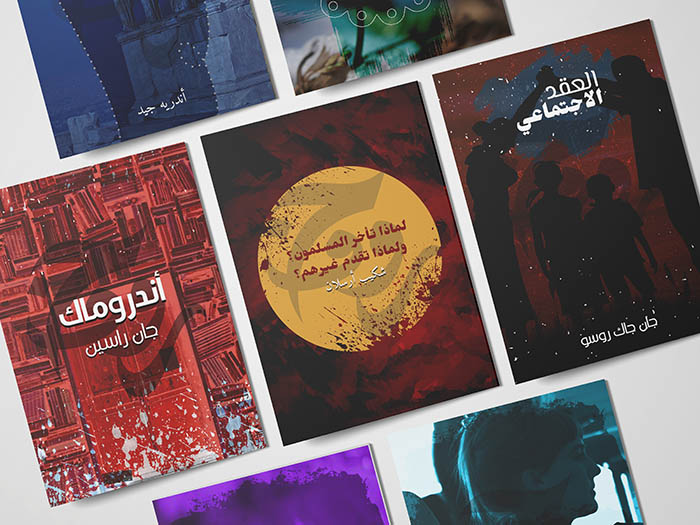 أندريه جيد
العقد
الاجتماعي
جان جاك روسو
لماذا تأخر المسلمون؟
ولماذا تقدم غيرهم؟
شكيب أرسلان
أندروماك
جان راسين